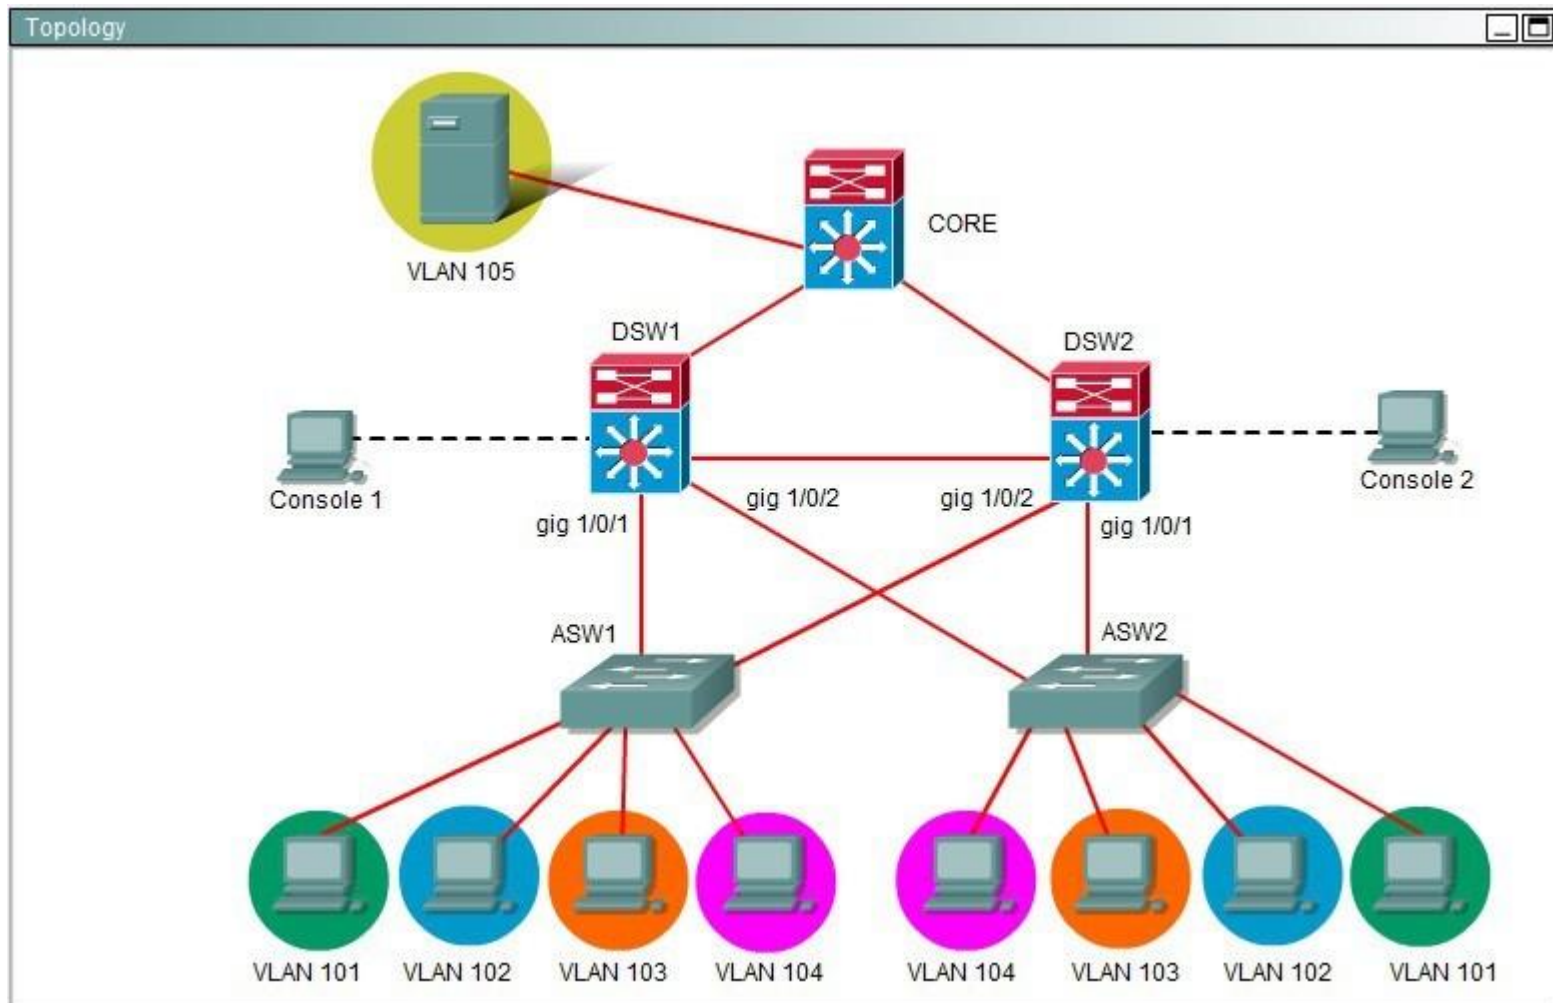 Topology
CORE
VLAN 105
DSW1
DSW2
Console 1
Console 2
gig 1/0/1
gig 1/0/2
gig 1/0/2
gig 1/0/1
ASW1
ASW2
VLAN 101
VLAN 102
VLAN 103
VLAN 104
VLAN 104
VLAN 103
VLAN 102
VLAN 101